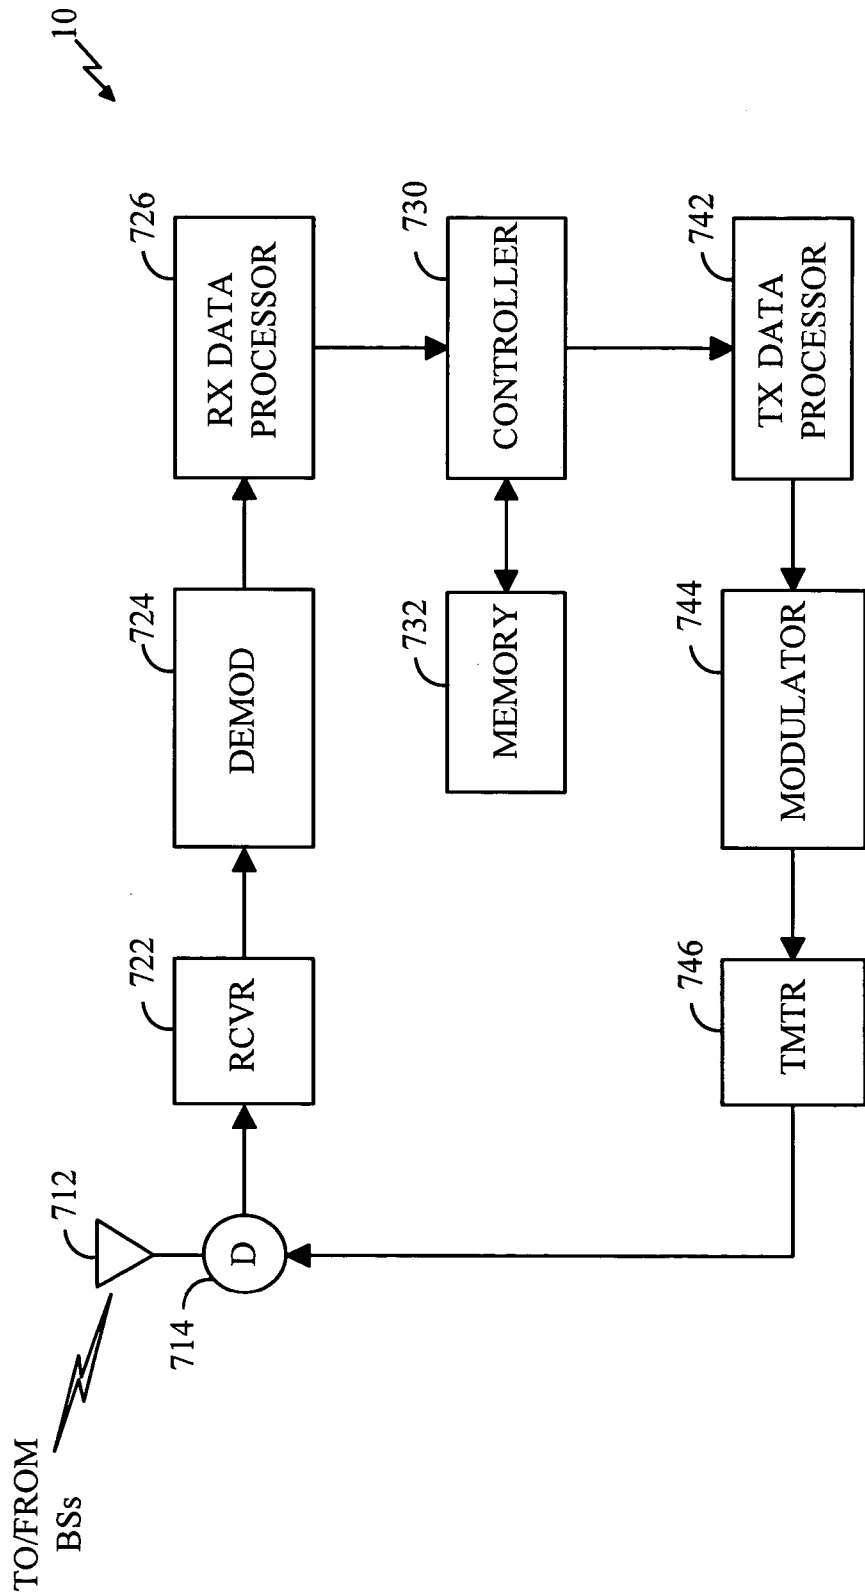 10
TO/FROM
BSs
712
714
D
722
RCVR
724
DEMOD
726
RX DATA
PROCESSOR
732
MEMORY
730
CONTROLLER
746
TMTR
744
MODULATOR
742
TX DATA
PROCESSOR